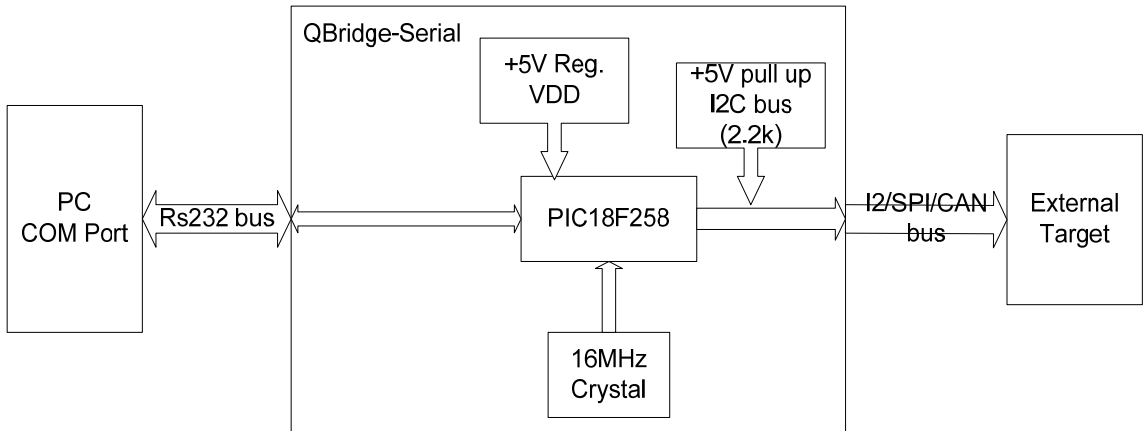 QBridge-Serial
+5V Reg.
VDD
+5V pull up
I2C bus
(2.2k)
PC
COM Port
Rs232 bus
PIC18F258
I2/SPI/CAN
bus
External
Target
16MHz
Crystal